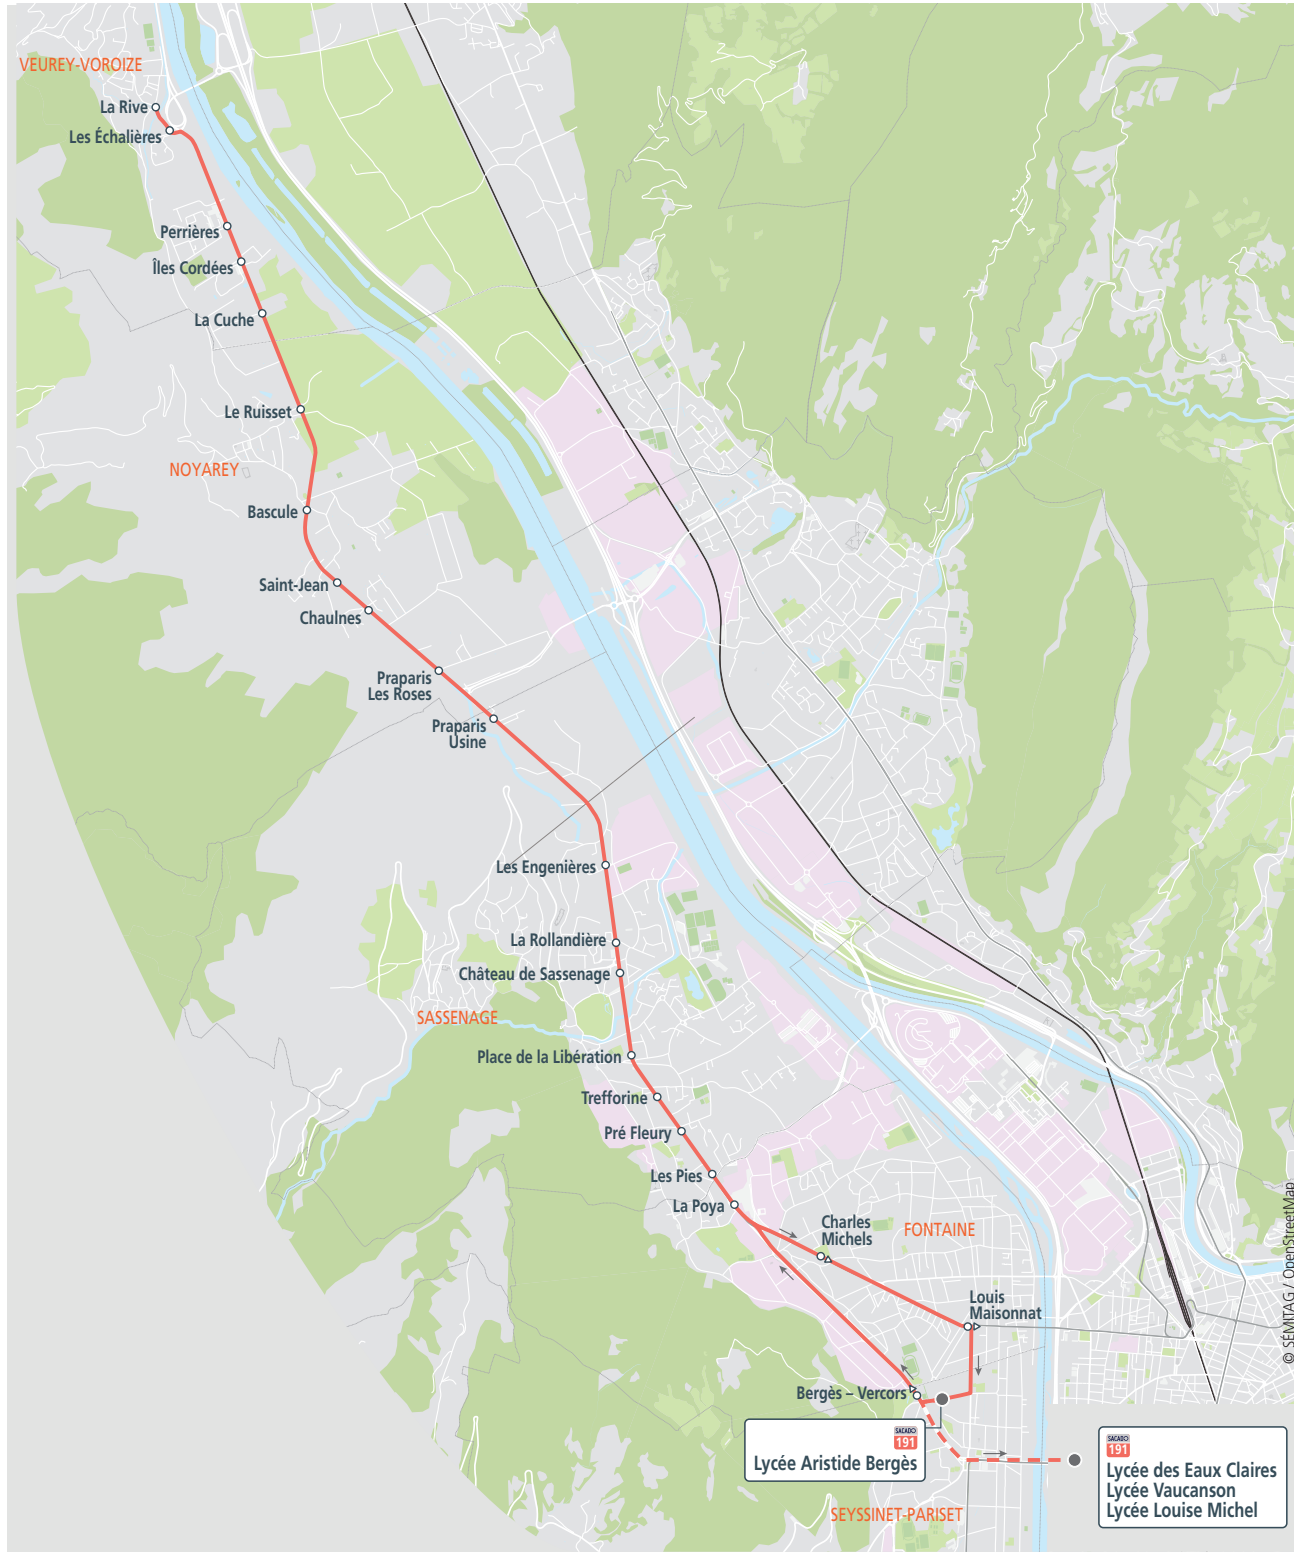 VEUREY-VOROIZE
La Rive
Les Échalières
Perrières
Îles Cordées
La Cuche
Le Ruisset
NOYAREY
Bascule
Saint-Jean
Chaulnes
Praparis
Les Roses
Praparis
Usine
Les Engenières
La Rollandière
Château de Sassenage
SASSENAGE
Place de la Libération
Trefforine
Pré Fleury
Les Pies
La Poya
Charles
Michels
FONTAINE
Louis
Maisonnat
Bergès – Vercors
SACADO
191
Lycée Aristide Bergès
SACADO
191
Lycée des Eaux Claires
Lycée Vaucanson
Lycée Louise Michel
SEYSSINET-PARISET
© SÉMITAG / OpenStreetMap